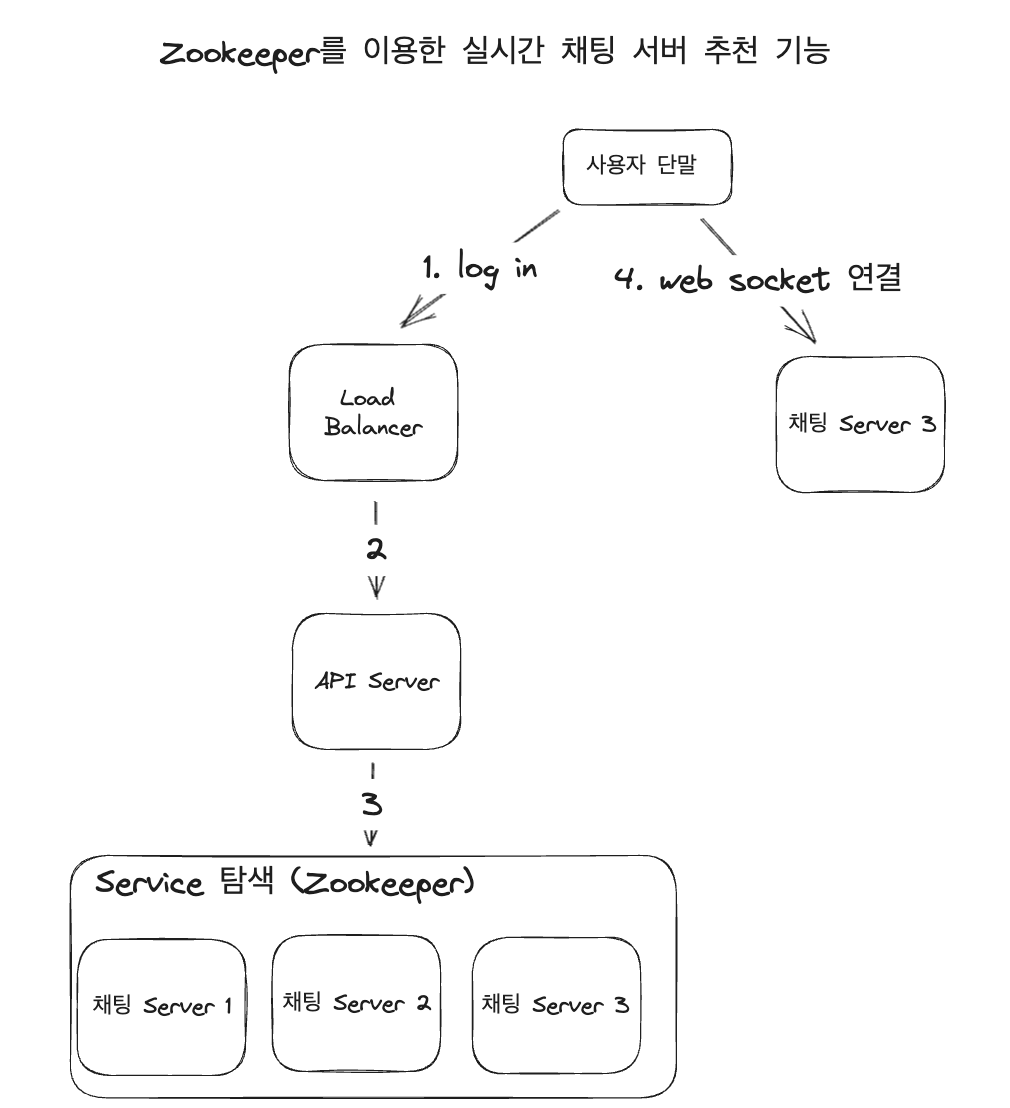 Zookeeper를 이용한 실시간 채팅 서버 추천 기능
사용자 단말
1. log in
4. web socket 연결
Load
Balancer
채팅 Server 3
2
API Server
3
Service 탐색 (Zookeeper)
채팅 Server 1
채팅 Server 2
채팅 Server 3